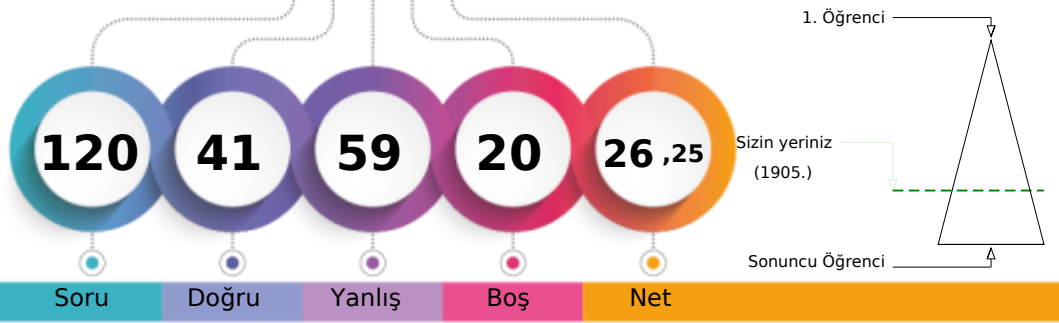 120 41 59 20 26 ,25
Soru Doğru Yanlış Boş Net
1. Öğrenci
Sizin yeriniz
(1905.)
Sonuncu Öğrenci